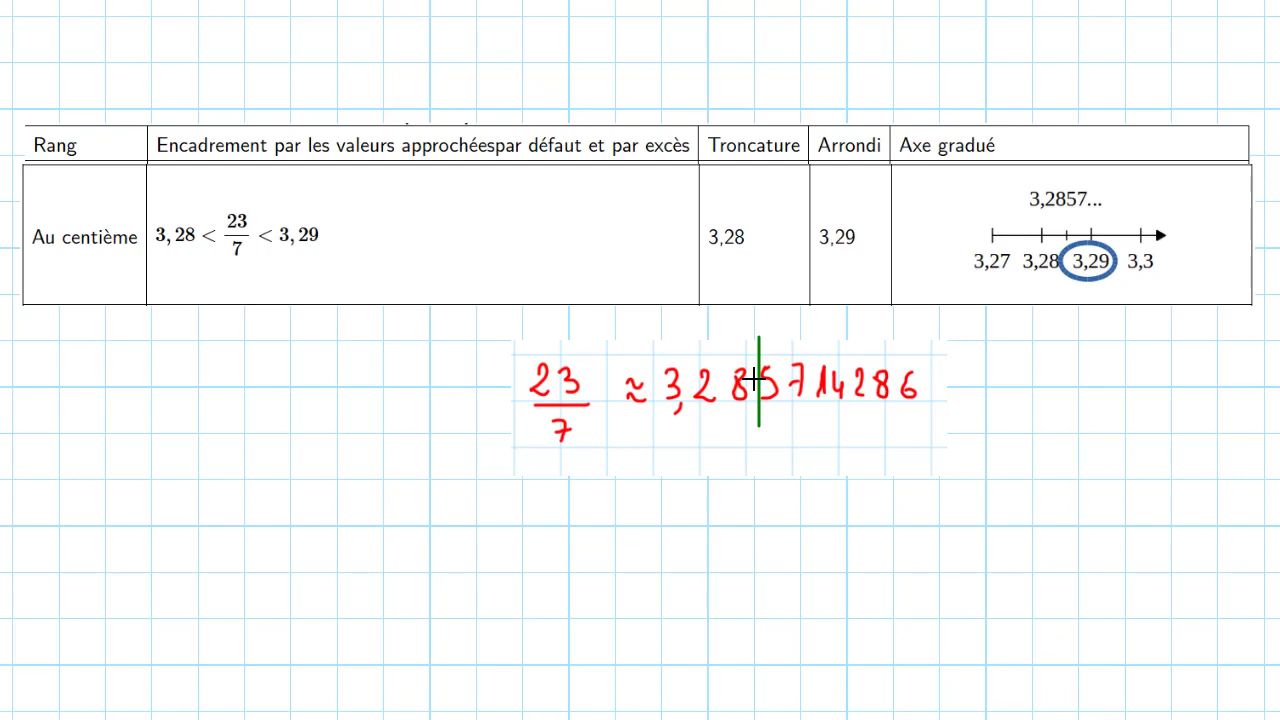 Rang Encadrement par les valeurs approchéespar défaut et par excès Troncature Arrondi Axe gradué
3,2857...
Au centième 3,28 < 23/7 < 3,29 3,28 3,29
3,27 3,28 3,29 3,3
23/7 ≈ 3,285714286